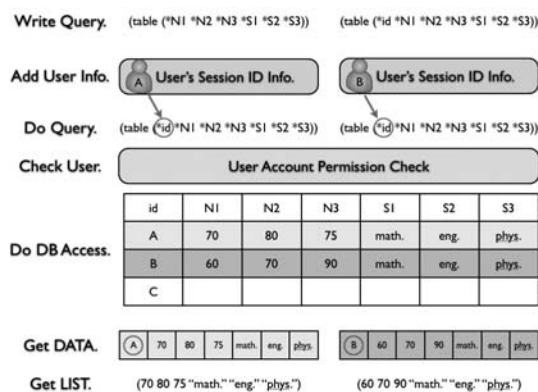 Write Query. (table (*N1 *N2 *N3 *S1 *S2 *S3)) (table (*id *N1 *N2 *N3 *S1 *S2 *S3))
Add User Info. A User's Session ID Info. B User's Session ID Info.
Do Query. (table (*id *N1 *N2 *N3 *S1 *S2 *S3)) (table (*id *N1 *N2 *N3 *S1 *S2 *S3))
Check User. User Account Permission Check
id N1 N2 N3 S1 S2 S3
A 70 80 75 math. eng. phys.
Do DB Access. B 60 70 90 math. eng. phys.
C
Get DATA. A 70 80 75 math. eng. phys. B 60 70 90 math. eng. phys.
Get LIST. (70 80 75 "math." "eng." "phys.") (60 70 90 "math." "eng." "phys.")